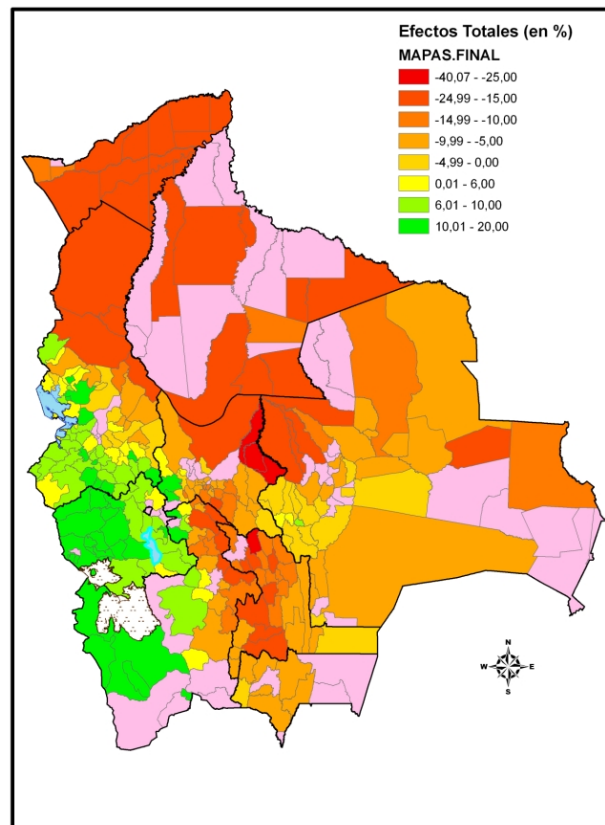 Efectos Totales (en %)
MAPAS.FINAL
-40,07 - -25,00
-24,99 - -15,00
-14,99 - -10,00
-9,99 - -5,00
-4,99 - 0,00
0,01 - 6,00
6,01 - 10,00
10,01 - 20,00
N
W E
S